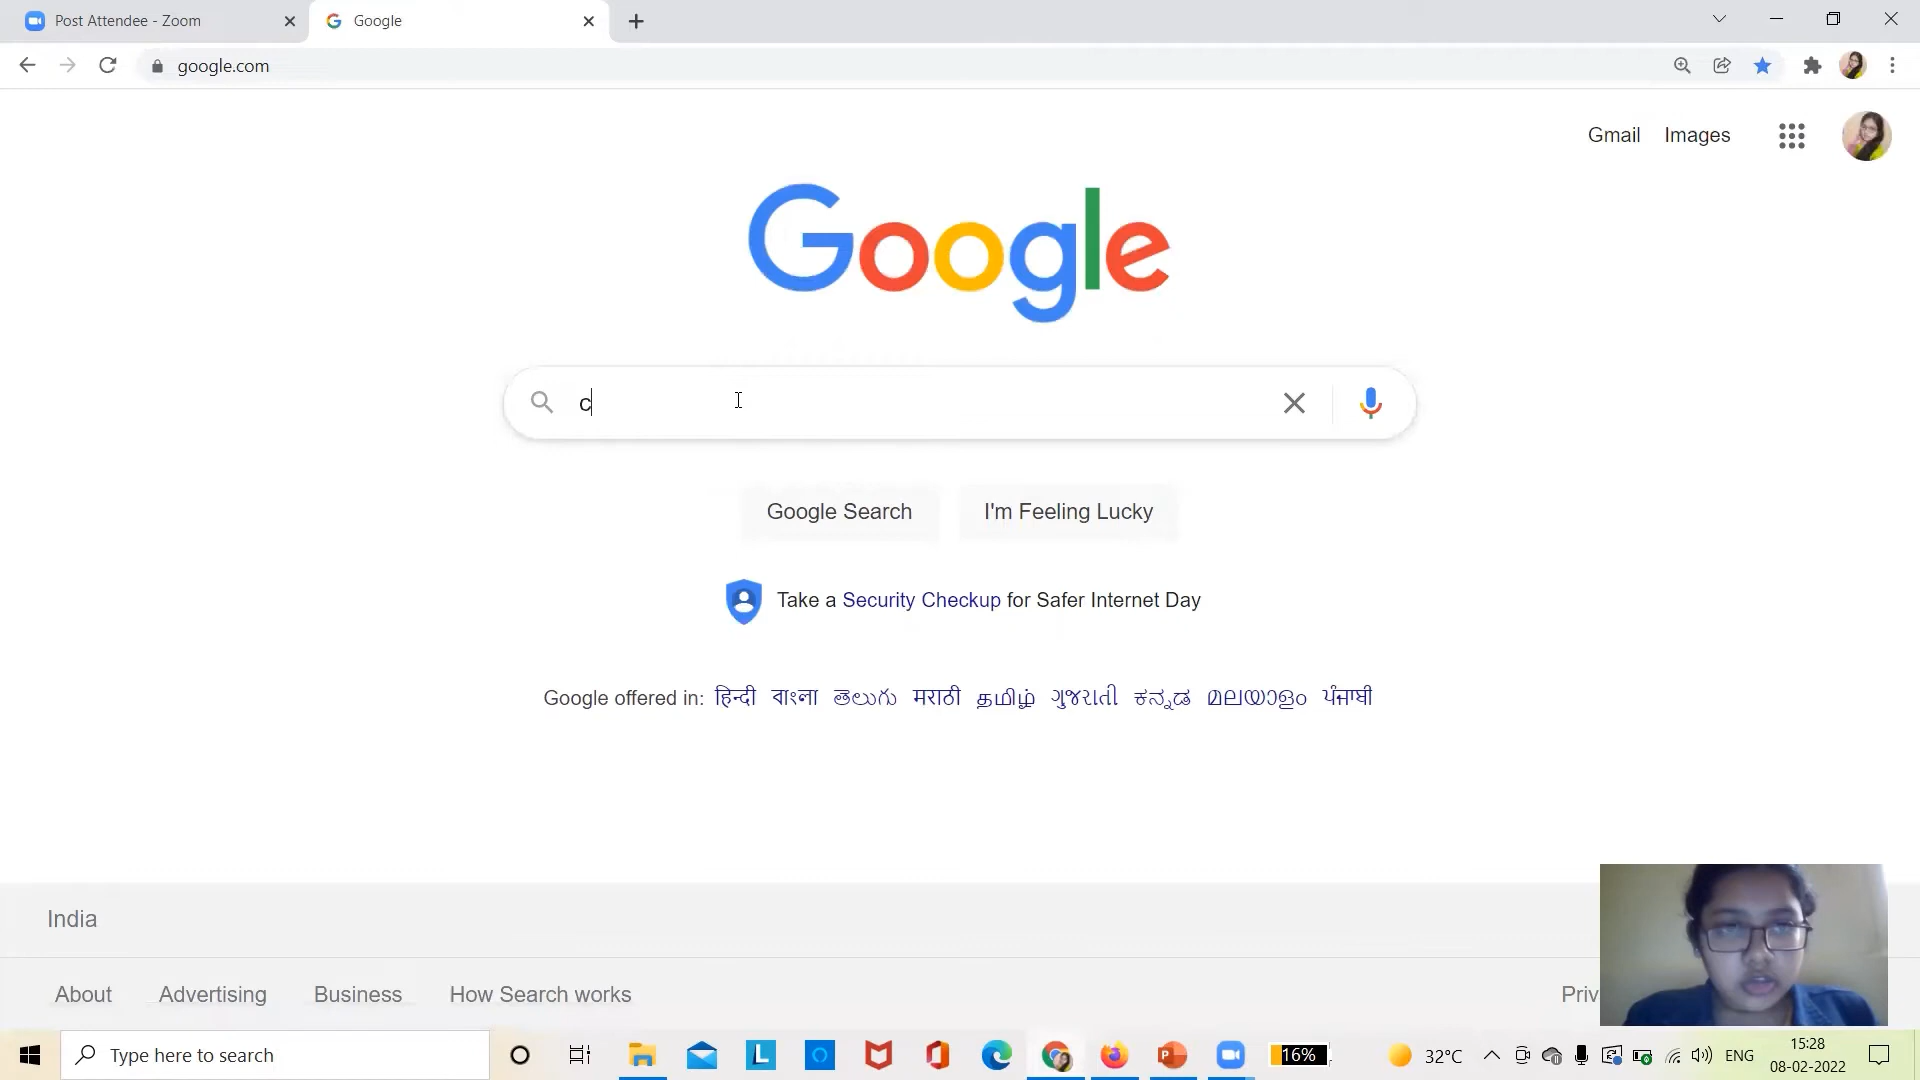 Post Attendee - Zoom
Google
google.com
Gmail
Images
Google
c
Google Search
I'm Feeling Lucky
Take a Security Checkup for Safer Internet Day
Google offered in: हिन्दी বাংলা తెలుగు मराठी தமிழ் ગુજરાતી ಕನ್ನಡ മലയാളം ਪੰਜਾਬੀ
India
About
Advertising
Business
How Search works
Priv
Type here to search
16%
32°C
ENG
15:28
08-02-2022